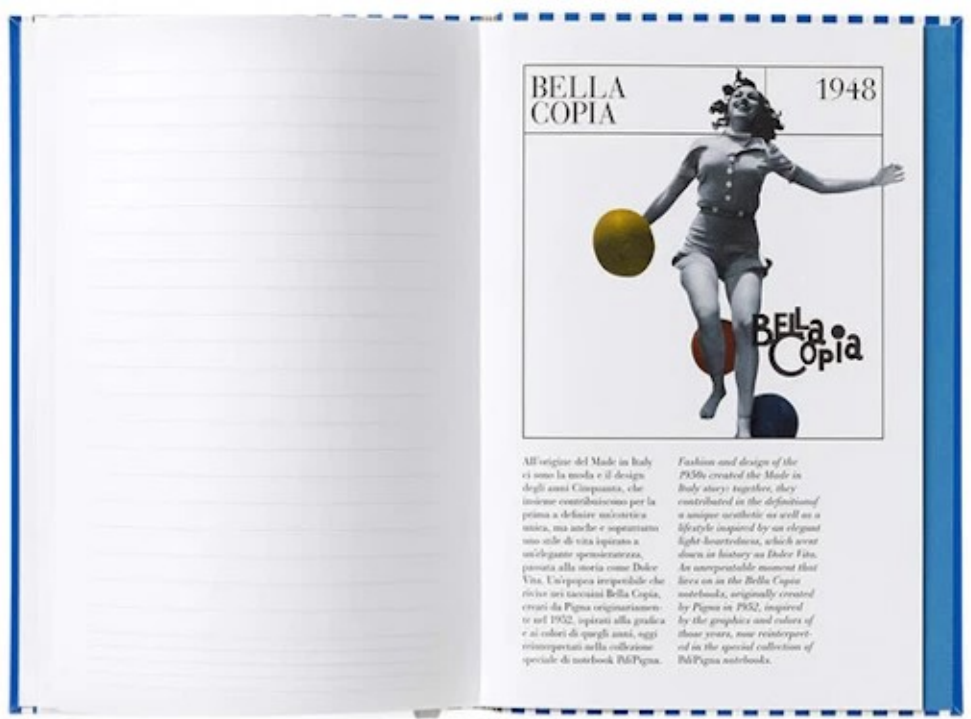 BELLA
COPIA
1948
BELLa
Copia
All'origine del Made in Italy
ci sono la moda e il design
degli anni Cinquanta, che
insieme contribuiscono per la
prima a definire un'estetica
unica, ma anche e soprattutto
uno stile di vita ispirato a
un'elegante spensieratezza,
passata alla storia come Dolce
Vita. Un'epopea irripetibile che
rivive nei taccuini Bella Copia,
creati da Pigna originariamen-
te nel 1952, ispirati alla grafica
e ai colori di quegli anni, oggi
reinterpretati nella collezione
speciale di notebook Pdf/Pigna.
Fashion and design of the
1950s created the Made in
Italy story: together, they
contributed in the definitionof
a unique aesthetic as well as a
lifestyle inspired by an elegant
light-heartedness, which went
down in history as Dolce Vita.
An unrepeatable moment that
lives on in the Bella Copia
notebooks, originally created
by Pigna in 1952, inspired
by the graphics and colors of
those years, now reinterpret-
ed in the special collection of
Pdf/Pigna notebooks.